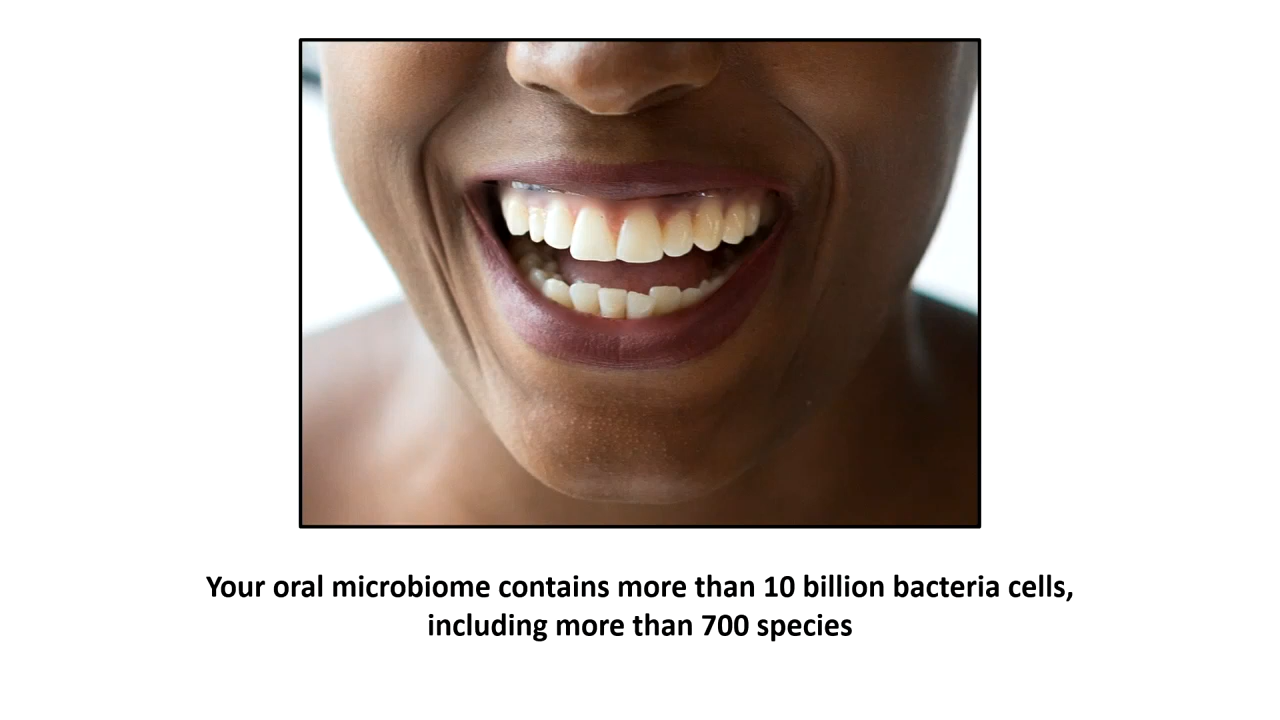 Your oral microbiome contains more than 10 billion bacteria cells,
including more than 700 species